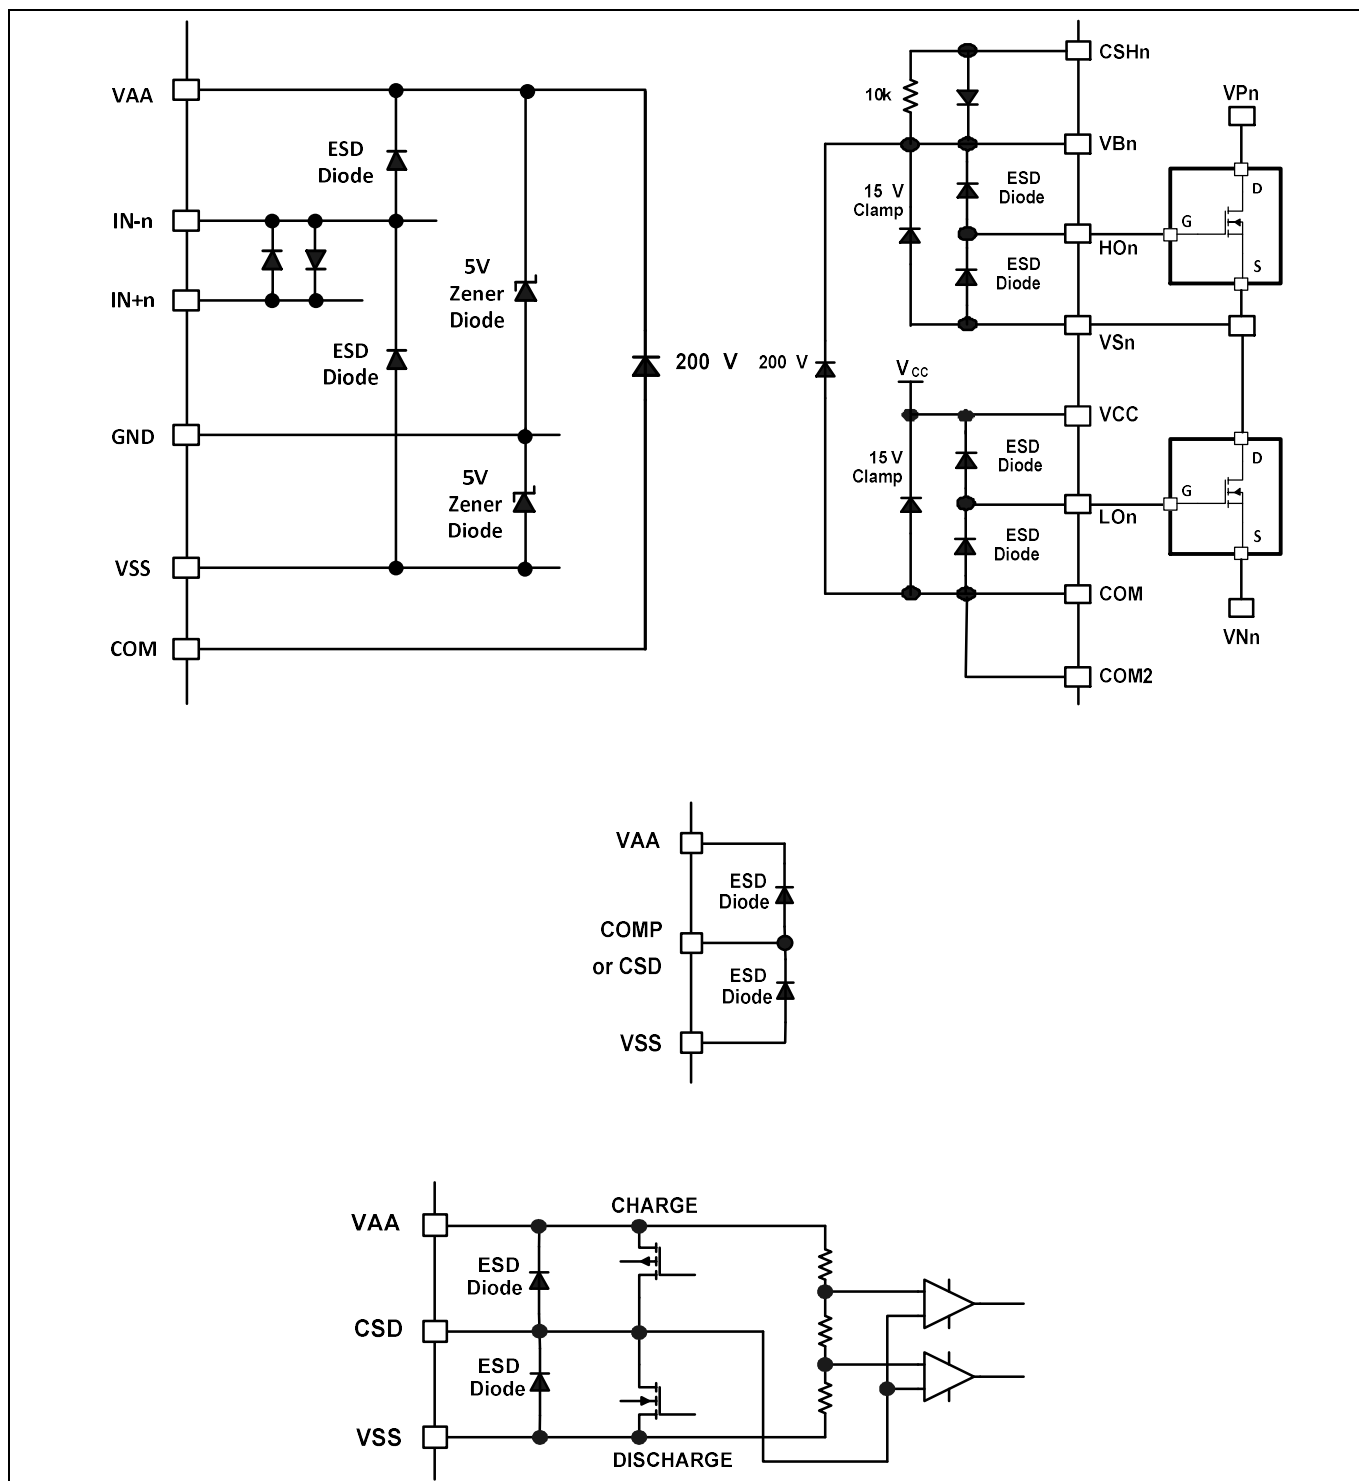 VAA
ESD
Diode
IN-n
IN+n
5V
Zener
Diode
ESD
Diode
200 V
GND
5V
Zener
Diode
VSS
COM
CSHn
10k
VPn
VBn
ESD
Diode
15 V
Clamp
D
G
HOn
ESD
Diode
S
VSn
200 V
VCC
VCC
ESD
Diode
15 V
Clamp
D
G
LOn
ESD
Diode
S
COM
VNn
COM2
VAA
ESD
Diode
COMP
or CSD
ESD
Diode
VSS
CHARGE
VAA
ESD
Diode
CSD
ESD
Diode
VSS
DISCHARGE